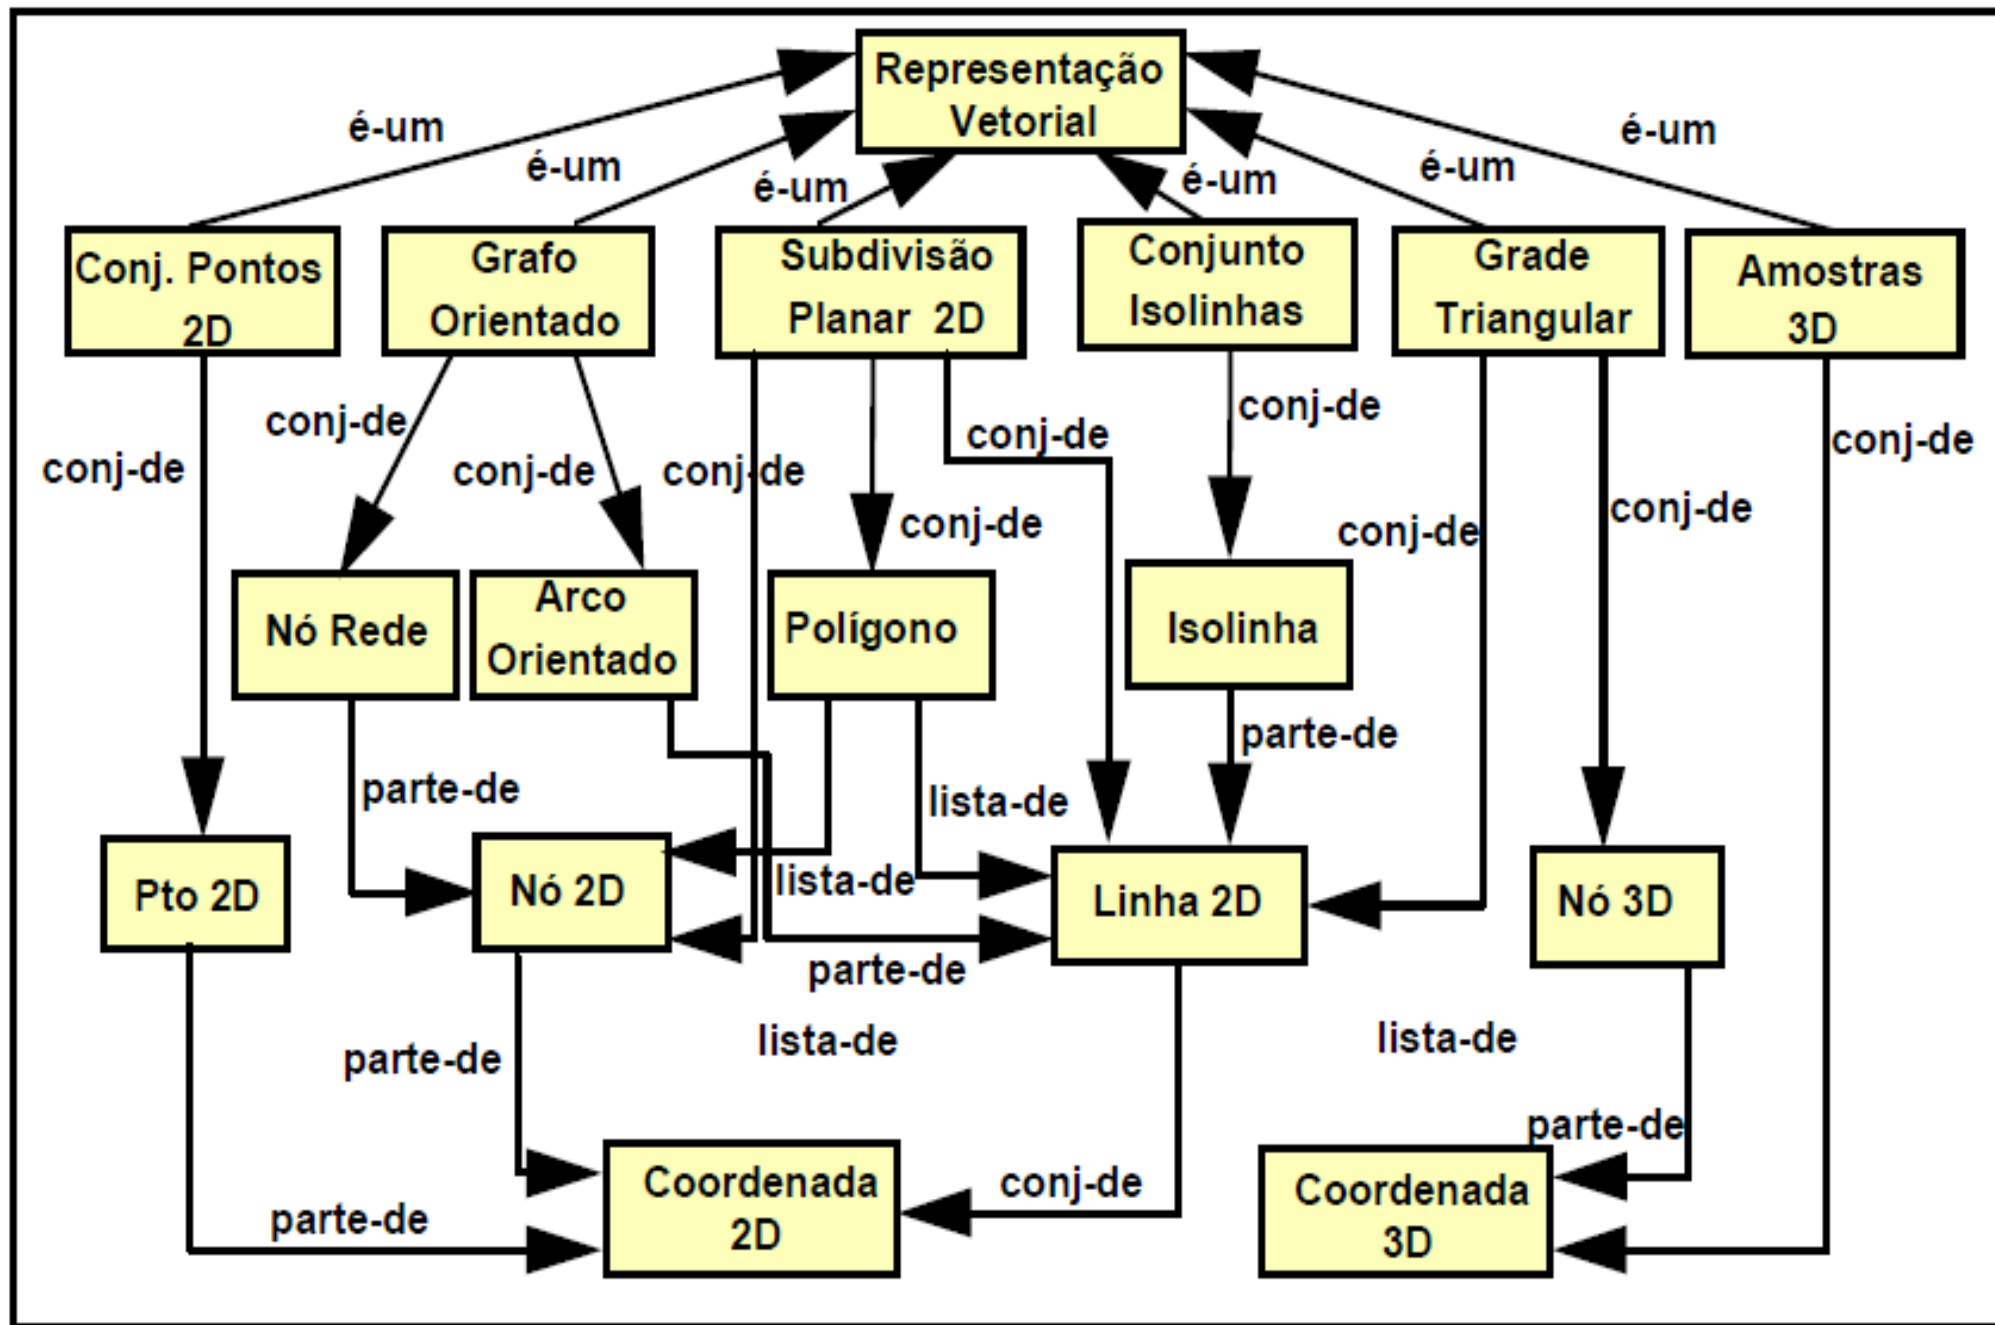 Representação
Vetorial
é-um
é-um
é-um
é-um
é-um
é-um
Conj. Pontos
2D
Grafo
Orientado
Subdivisão
Planar 2D
Conjunto
Isolinhas
Grade
Triangular
Amostras
3D
conj-de
conj-de
conj-de
conj-de
conj-de
conj-de
conj-de
conj-de
conj-de
conj-de
Nó Rede
Arco
Orientado
Polígono
Isolinha
parte-de
parte-de
lista-de
lista-de
Pto 2D
Nó 2D
Linha 2D
Nó 3D
parte-de
parte-de
lista-de
lista-de
parte-de
parte-de
conj-de
Coordenada
2D
Coordenada
3D